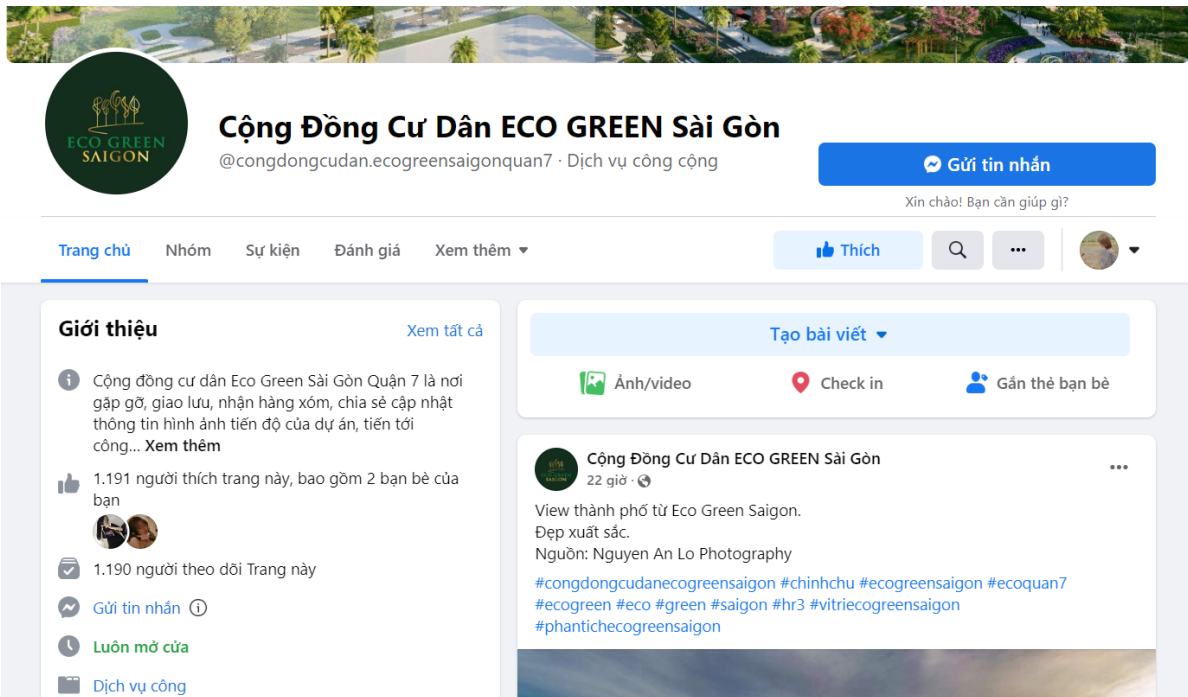 ECO GREEN
SAIGON
Cộng Đồng Cư Dân ECO GREEN Sài Gòn
@congdongcudan.ecogreensaigonquan7 · Dịch vụ công cộng
Gửi tin nhắn
Xin chào! Bạn cần giúp gì?
Trang chủ
Nhóm
Sự kiện
Đánh giá
Xem thêm
Thích
Giới thiệu
Xem tất cả
Cộng đồng cư dân Eco Green Sài Gòn Quận 7 là nơi
gặp gỡ, giao lưu, nhận hàng xóm, chia sẻ cập nhật
thông tin hình ảnh tiến độ của dự án, tiến tới
công... Xem thêm
1.191 người thích trang này, bao gồm 2 bạn bè của
bạn
1.190 người theo dõi Trang này
Gửi tin nhắn
Luôn mở cửa
Dịch vụ công
Tạo bài viết
Ảnh/video
Check in
Gắn thẻ bạn bè
Cộng Đồng Cư Dân ECO GREEN Sài Gòn
22 giờ ·
View thành phố từ Eco Green Saigon.
Đẹp xuất sắc.
Nguồn: Nguyen An Lo Photography
#congdongcudanecogreensaigon #chinhchu #ecogreensaigon #ecoquan7
#ecogreen #eco #green #saigon #hr3 #vitriecogreensaigon
#phantichecogreensaigon